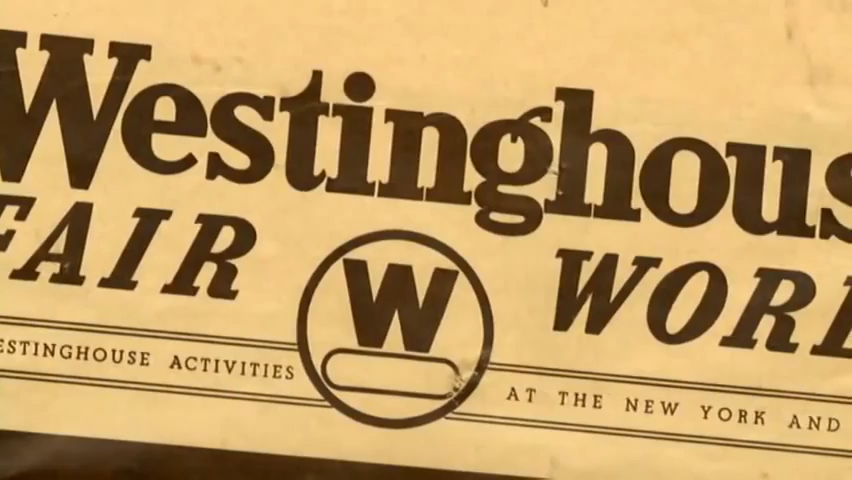 Westinghous
FAIR W WORL
ESTINGHOUSE ACTIVITIES AT THE NEW YORK AND